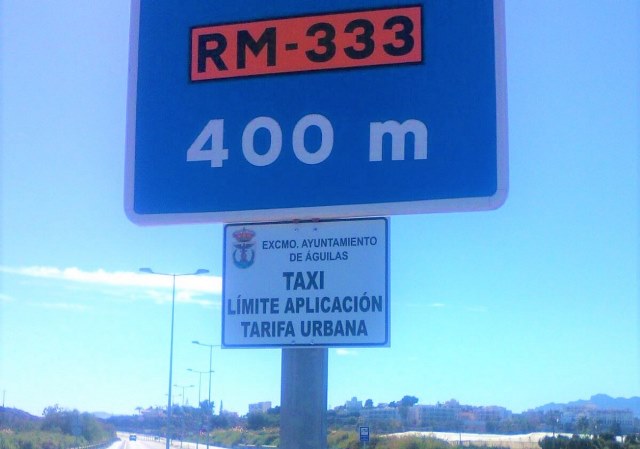 RM-333
400 m
EXCMO. AYUNTAMIENTO
DE ÁGUILAS
TAXI
LÍMITE APLICACIÓN
TARIFA URBANA